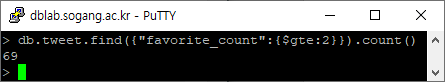 dblab.sogang.ac.kr - PuTTY
> db.tweet.find({"favorite_count":{$gte:2}}).count()
69
>